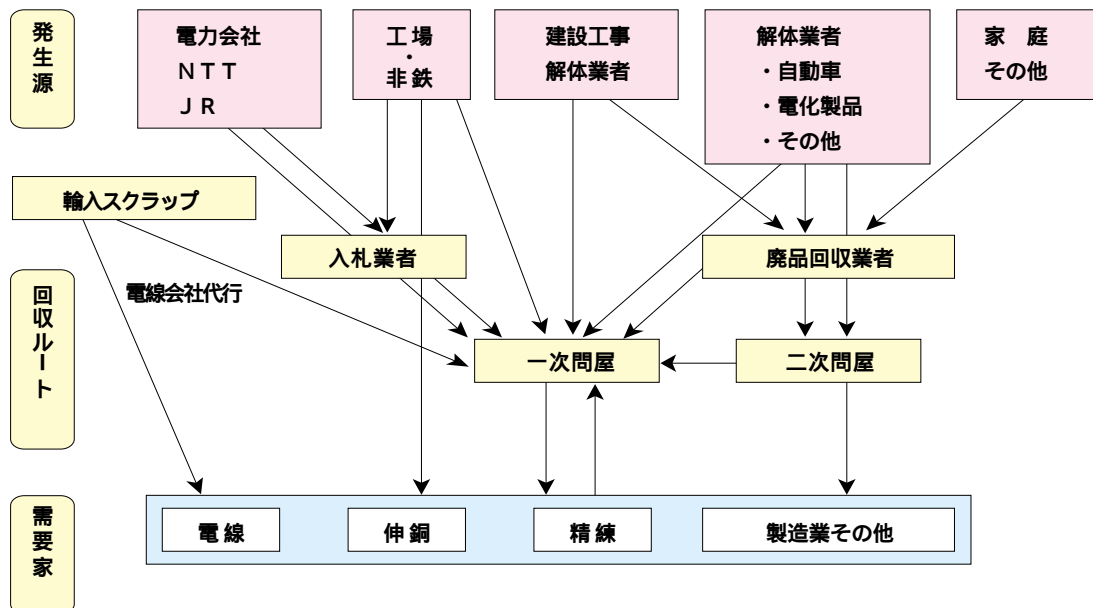 発生源
電力会社
ＮＴＴ
ＪＲ
工場
・
非鉄
建設工事
解体業者
解体業者
・自動車
・電化製品
・その他
家　庭
その他
輸入スクラップ
入札業者
廃品回収業者
回収ルート
電線会社代行
一次問屋
二次問屋
需要家
電線
伸銅
精練
製造業その他